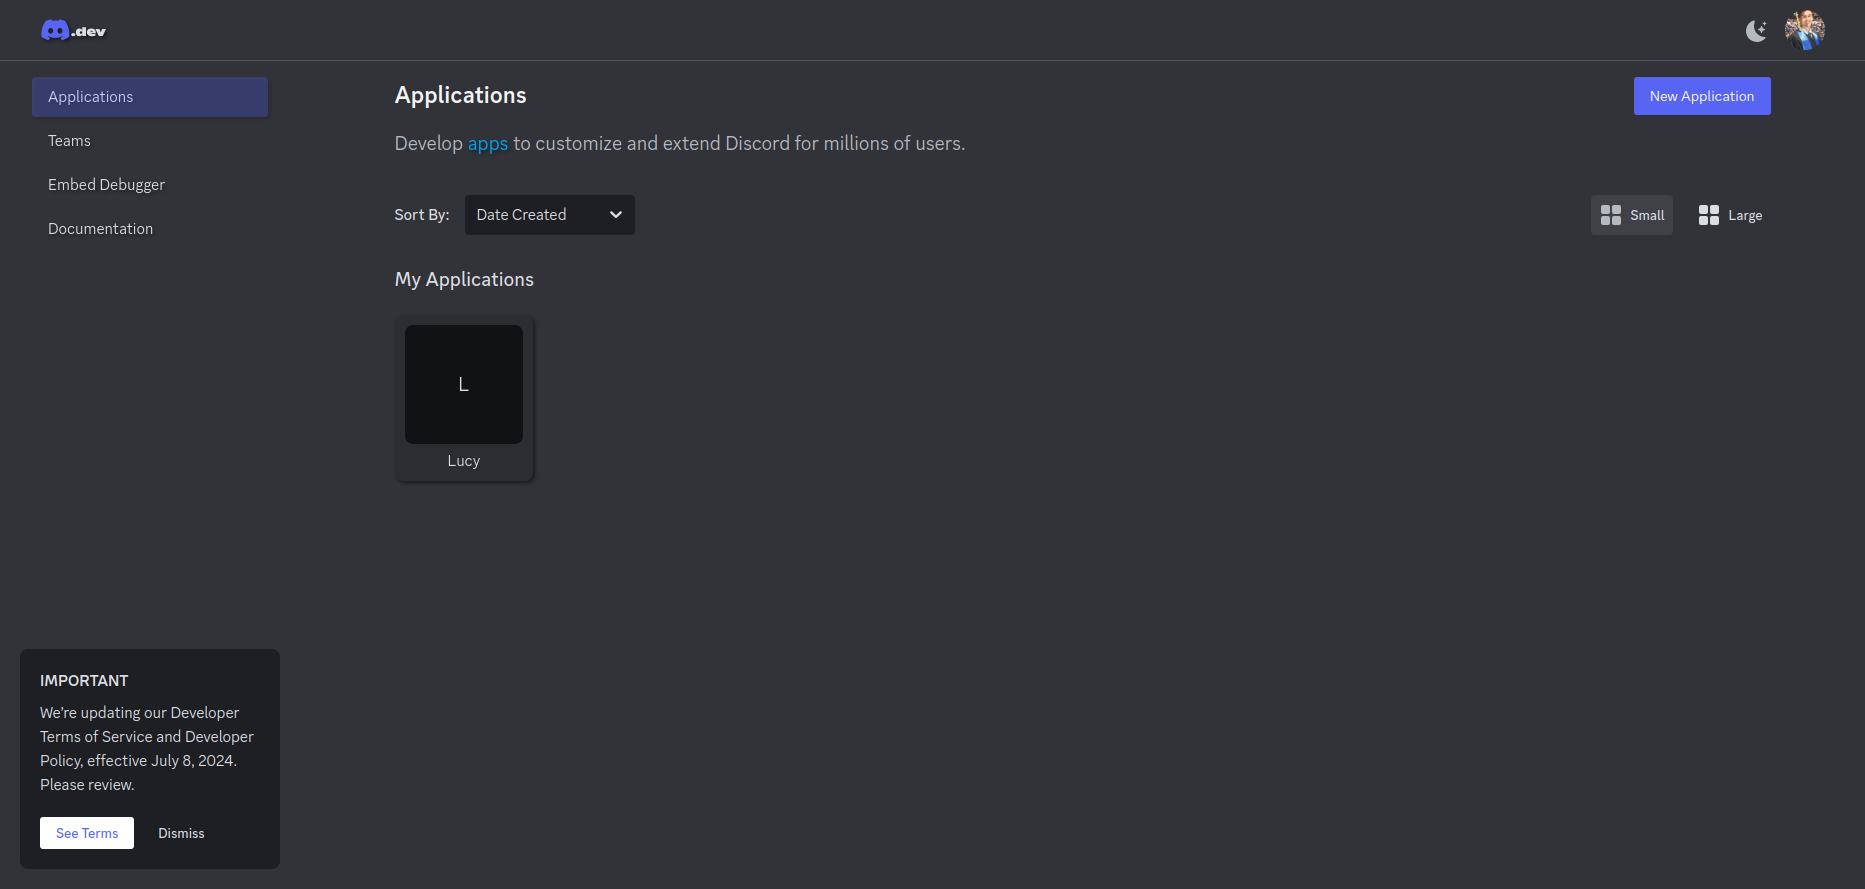 .dev
Applications
Teams
Embed Debugger
Documentation
Applications
New Application
Develop apps to customize and extend Discord for millions of users.
Sort By:
Date Created
Small
Large
My Applications
L
Lucy
IMPORTANT
We're updating our Developer
Terms of Service and Developer
Policy, effective July 8, 2024.
Please review.
See Terms
Dismiss